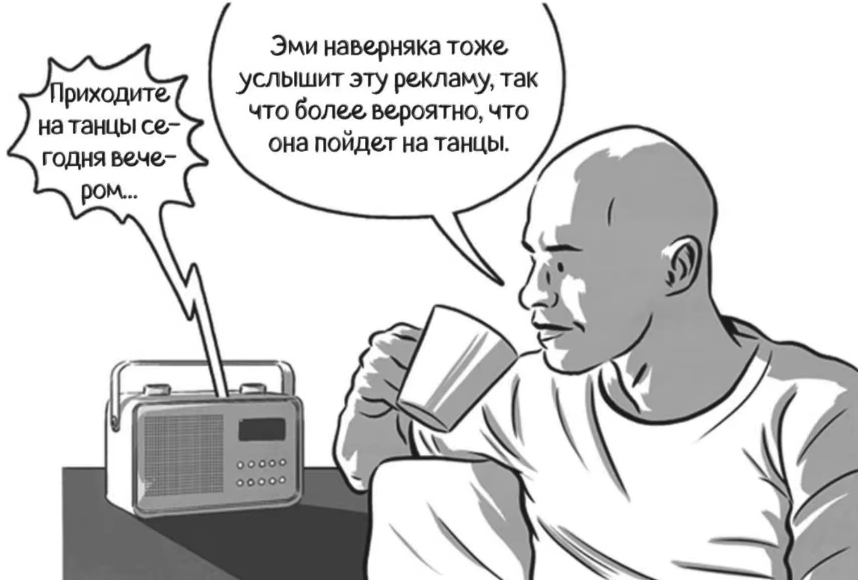 Приходите
на танцы се-
годня вече-
ром...
Эми наверняка тоже
услышит эту рекламу, так
что более вероятно, что
она пойдет на танцы.